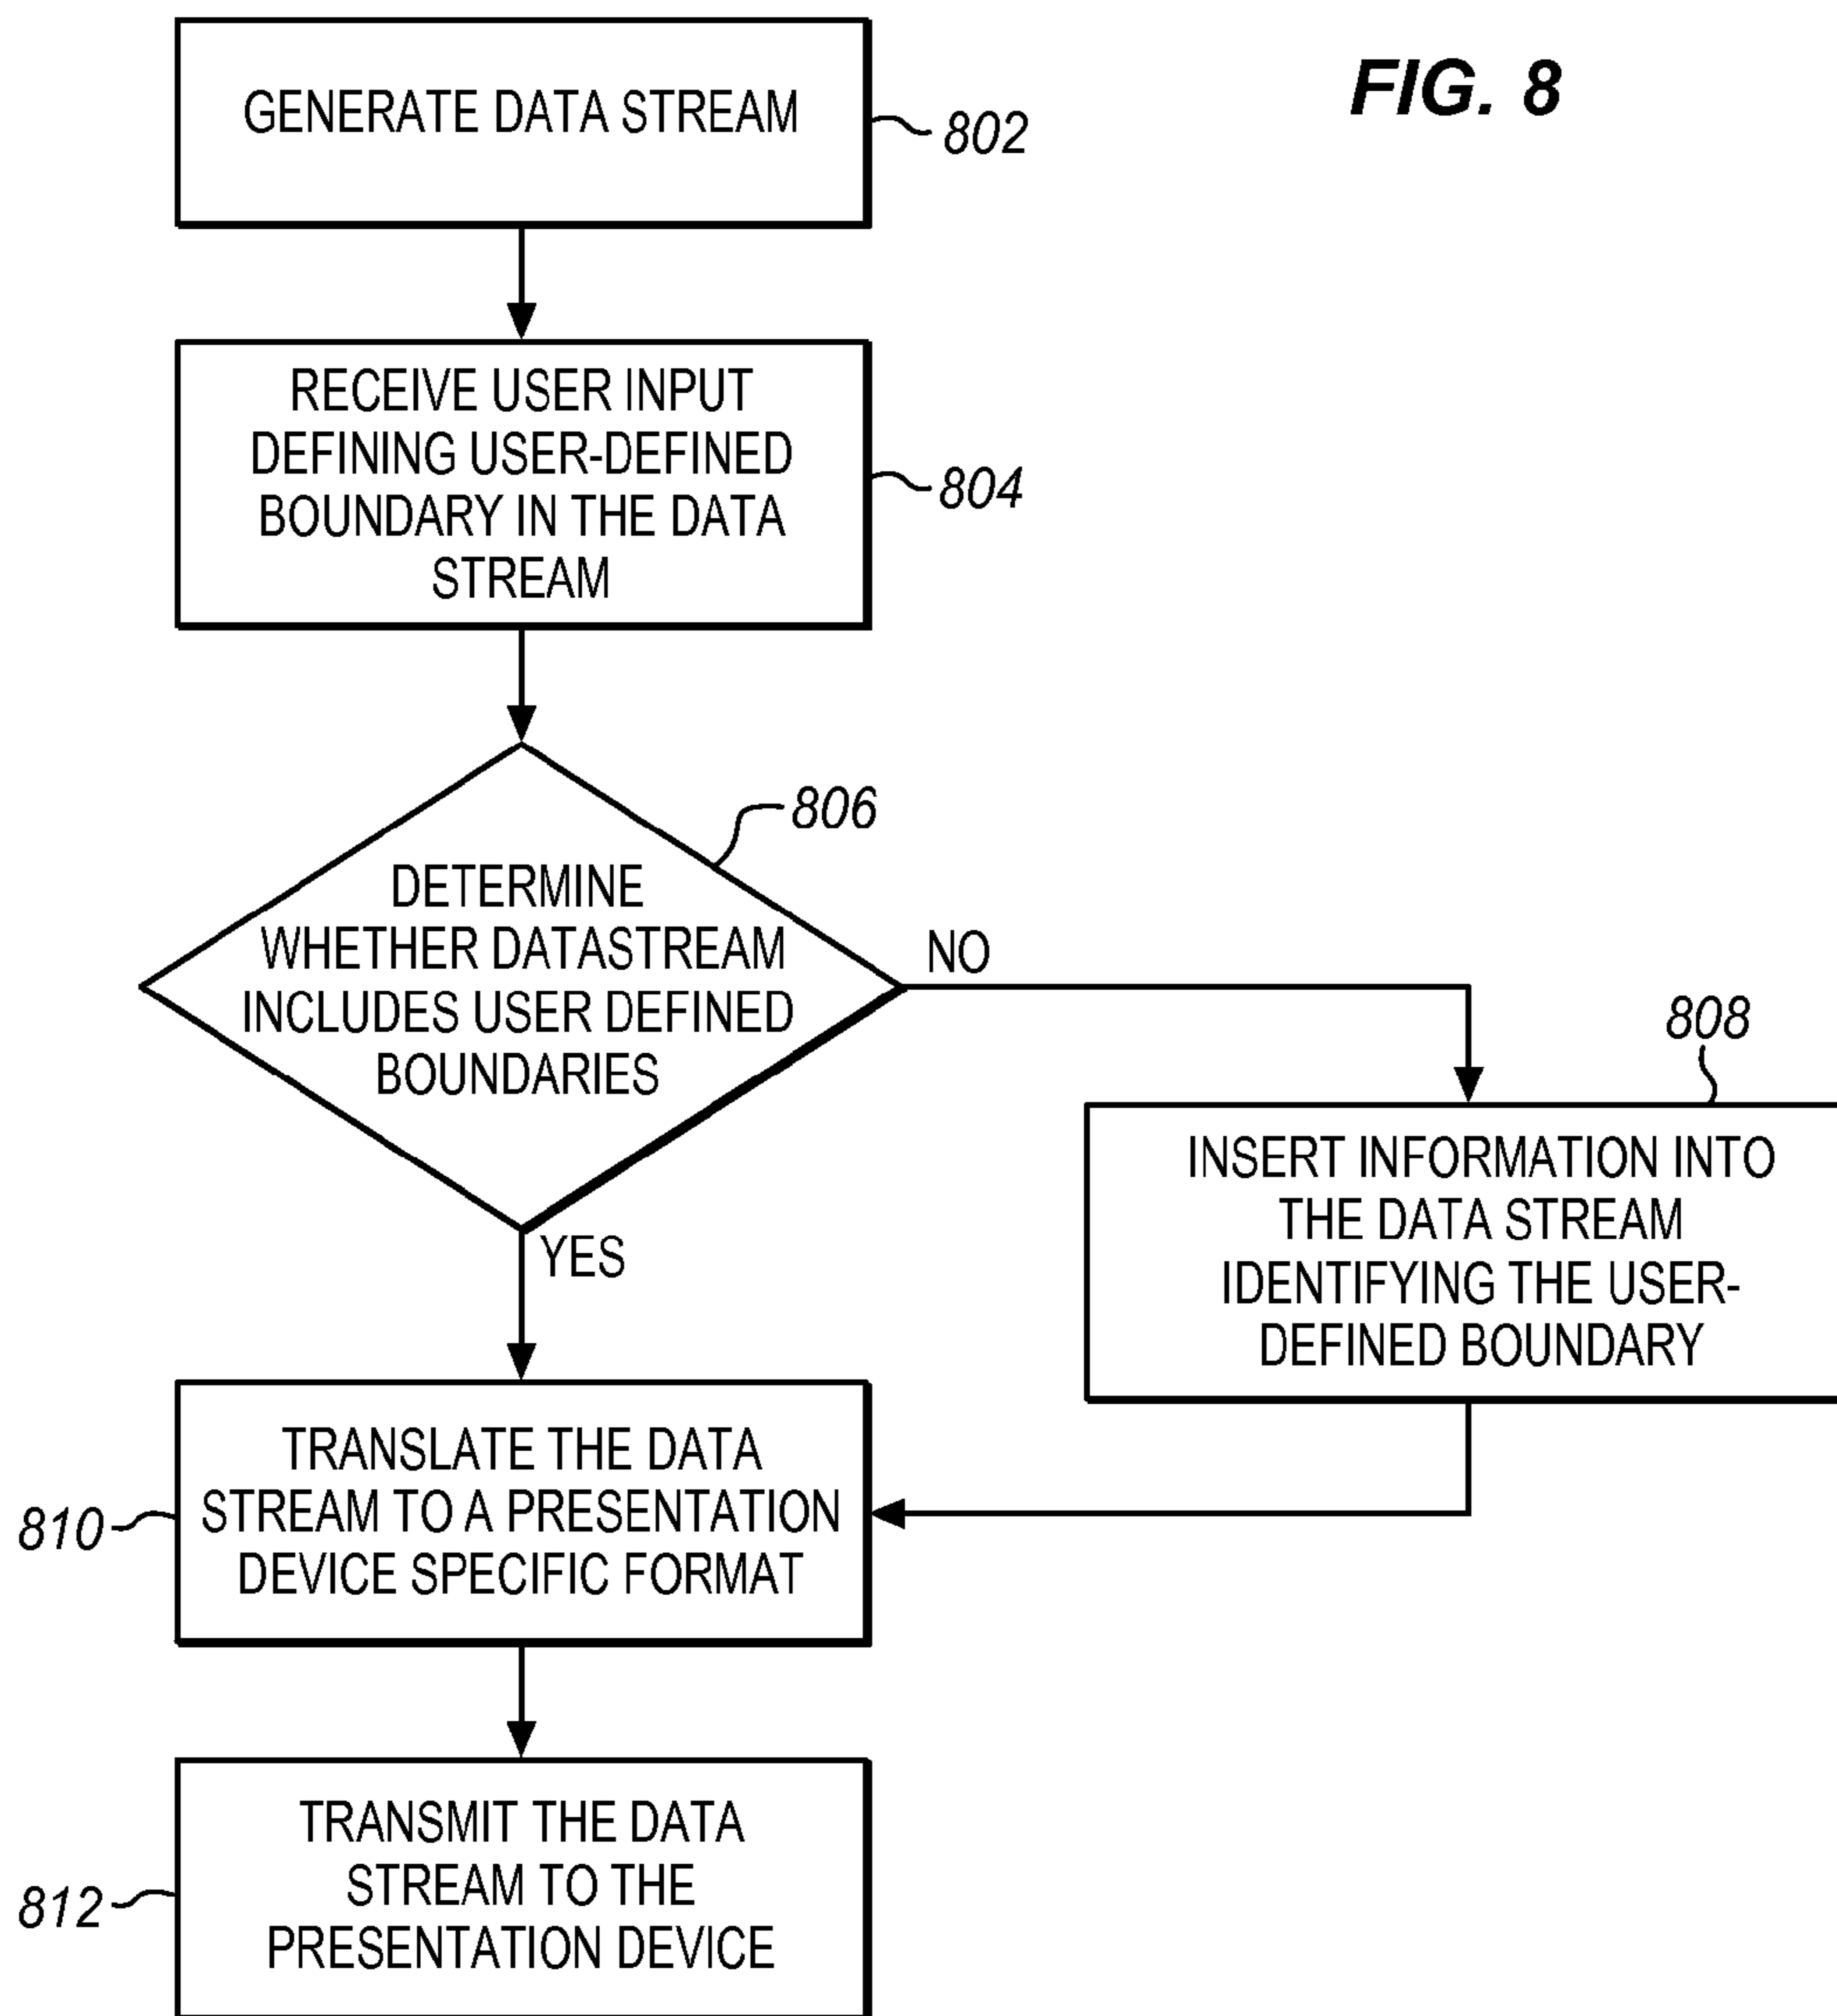 FIG. 8
GENERATE DATA STREAM
802
RECEIVE USER INPUT
DEFINING USER-DEFINED
BOUNDARY IN THE DATA
STREAM
804
806
DETERMINE
WHETHER DATASTREAM
INCLUDES USER DEFINED
BOUNDARIES
NO
YES
808
INSERT INFORMATION INTO
THE DATA STREAM
IDENTIFYING THE USER-
DEFINED BOUNDARY
TRANSLATE THE DATA
STREAM TO A PRESENTATION
DEVICE SPECIFIC FORMAT
810
TRANSMIT THE DATA
STREAM TO THE
PRESENTATION DEVICE
812